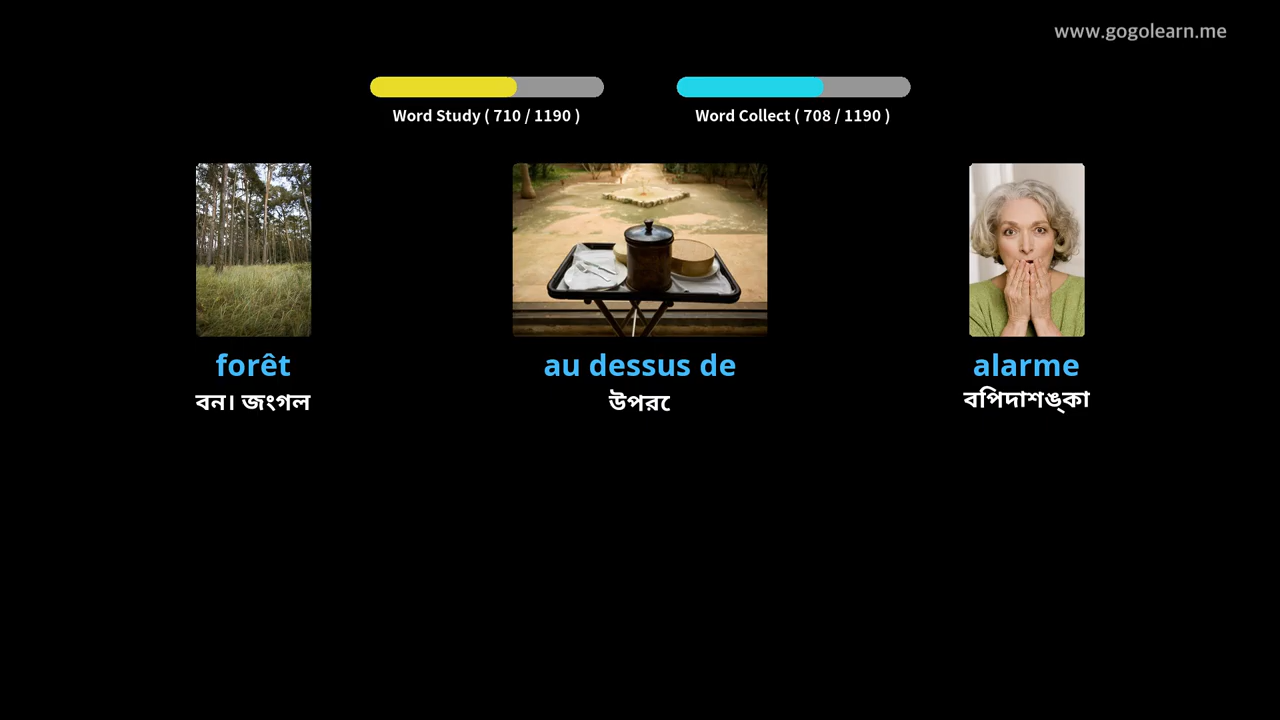 www.gogolearn.me
Word Study ( 710 / 1190 )
Word Collect ( 708 / 1190 )
forêt
au dessus de
alarme
বন। জংগল
উপরে
বিপদাশঙ্কা